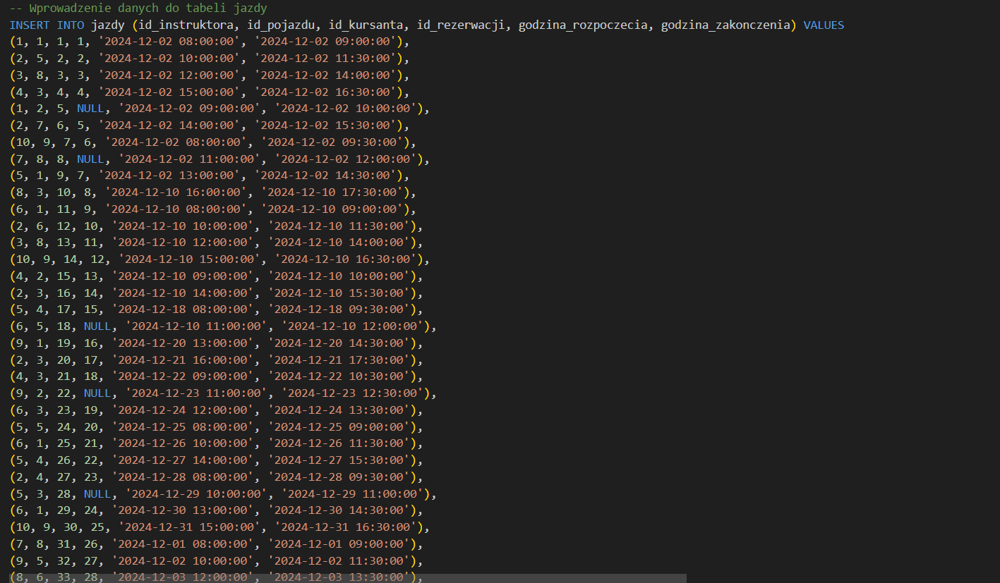 -- Wprowadzenie danych do tabeli jazdy
INSERT INTO jazdy (id_instruktora, id_pojazdu, id_kursanta, id_rezerwacji, godzina_rozpoczecia, godzina_zakonczenia) VALUES
(1, 1, 1, 1, '2024-12-02 08:00:00', '2024-12-02 09:00:00'),
(2, 5, 2, 2, '2024-12-02 10:00:00', '2024-12-02 11:30:00'),
(3, 8, 3, 3, '2024-12-02 12:00:00', '2024-12-02 14:00:00'),
(4, 3, 4, 4, '2024-12-02 15:00:00', '2024-12-02 16:30:00'),
(1, 2, 5, NULL, '2024-12-02 09:00:00', '2024-12-02 10:00:00'),
(2, 7, 6, 5, '2024-12-02 14:00:00', '2024-12-02 15:30:00'),
(10, 9, 7, 6, '2024-12-02 08:00:00', '2024-12-02 09:30:00'),
(7, 8, 8, NULL, '2024-12-02 11:00:00', '2024-12-02 12:00:00'),
(5, 1, 9, 7, '2024-12-02 13:00:00', '2024-12-02 14:30:00'),
(8, 3, 10, 8, '2024-12-10 16:00:00', '2024-12-10 17:30:00'),
(6, 1, 11, 9, '2024-12-10 08:00:00', '2024-12-10 09:00:00'),
(2, 6, 12, 10, '2024-12-10 10:00:00', '2024-12-10 11:30:00'),
(3, 8, 13, 11, '2024-12-10 12:00:00', '2024-12-10 14:00:00'),
(10, 9, 14, 12, '2024-12-10 15:00:00', '2024-12-10 16:30:00'),
(4, 2, 15, 13, '2024-12-10 09:00:00', '2024-12-10 10:00:00'),
(2, 3, 16, 14, '2024-12-10 14:00:00', '2024-12-10 15:30:00'),
(5, 4, 17, 15, '2024-12-18 08:00:00', '2024-12-18 09:30:00'),
(6, 5, 18, NULL, '2024-12-10 11:00:00', '2024-12-10 12:00:00'),
(9, 1, 19, 16, '2024-12-20 13:00:00', '2024-12-20 14:30:00'),
(2, 3, 20, 17, '2024-12-21 16:00:00', '2024-12-21 17:30:00'),
(4, 3, 21, 18, '2024-12-22 09:00:00', '2024-12-22 10:30:00'),
(9, 2, 22, NULL, '2024-12-23 11:00:00', '2024-12-23 12:30:00'),
(6, 3, 23, 19, '2024-12-24 12:00:00', '2024-12-24 13:30:00'),
(5, 5, 24, 20, '2024-12-25 08:00:00', '2024-12-25 09:00:00'),
(6, 1, 25, 21, '2024-12-26 10:00:00', '2024-12-26 11:30:00'),
(5, 4, 26, 22, '2024-12-27 14:00:00', '2024-12-27 15:30:00'),
(2, 4, 27, 23, '2024-12-28 08:00:00', '2024-12-28 09:30:00'),
(5, 3, 28, NULL, '2024-12-29 10:00:00', '2024-12-29 11:00:00'),
(6, 1, 29, 24, '2024-12-30 13:00:00', '2024-12-30 14:30:00'),
(10, 9, 30, 25, '2024-12-31 15:00:00', '2024-12-31 16:30:00'),
(7, 8, 31, 26, '2024-12-01 08:00:00', '2024-12-01 09:00:00'),
(9, 5, 32, 27, '2024-12-02 10:00:00', '2024-12-02 11:30:00'),
(8, 6, 33, 28, '2024-12-03 12:00:00', '2024-12-03 13:30:00'),